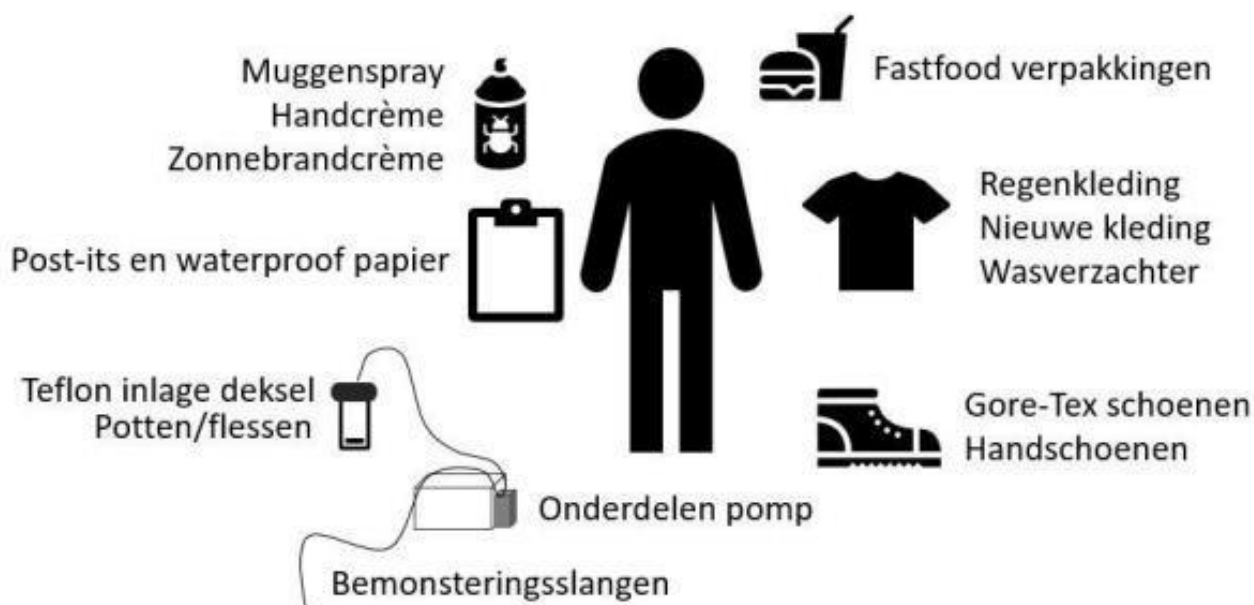 Muggenspray
Handcrème
Zonnebrandcrème
Fastfood verpakkingen
Post-its en waterproof papier
Regenkleding
Nieuwe kleding
Wasverzachter
Teflon inlage deksel
Potten/flessen
Gore-Tex schoenen
Handschoenen
Onderdelen pomp
Bemonsteringsslangen